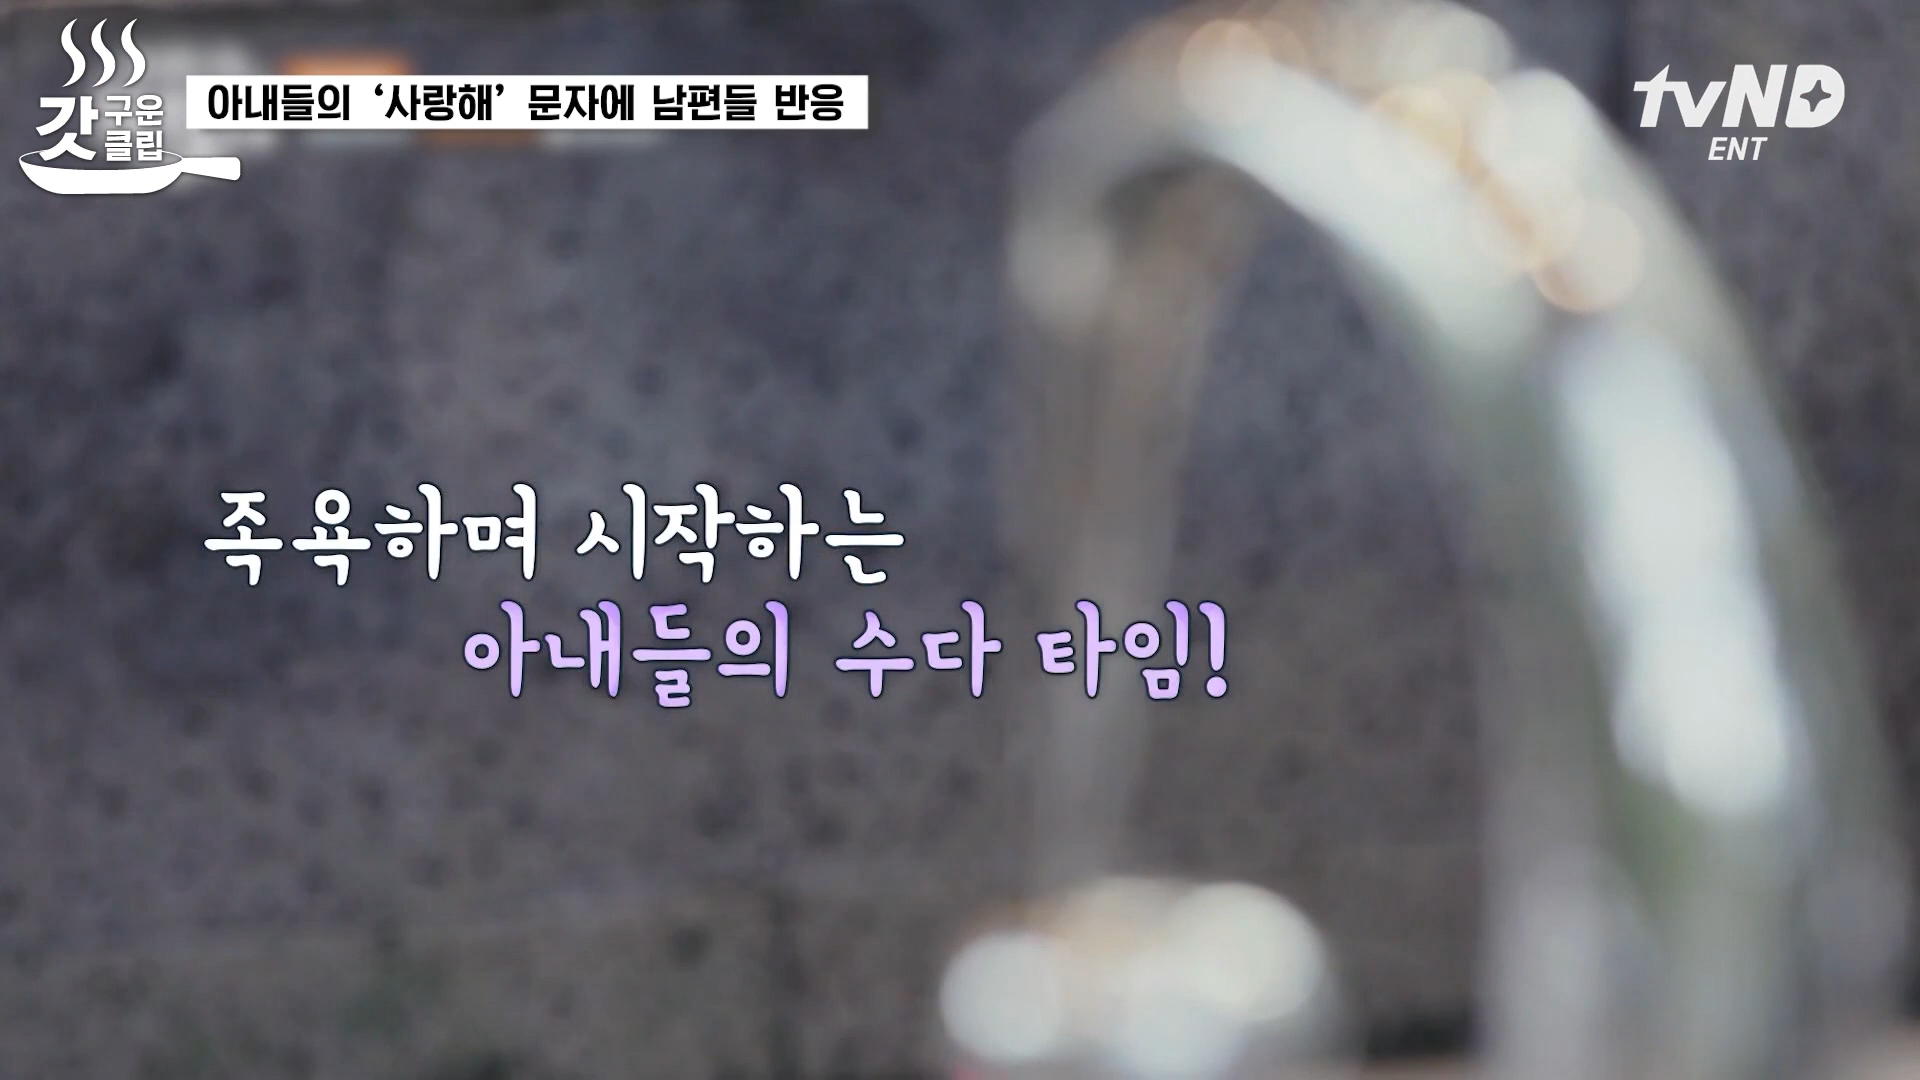 갓구운클립
아내들의 ‘사랑해’ 문자에 남편들 반응
tvND
ENT
족욕하며 시작하는
아내들의 수다 타임!